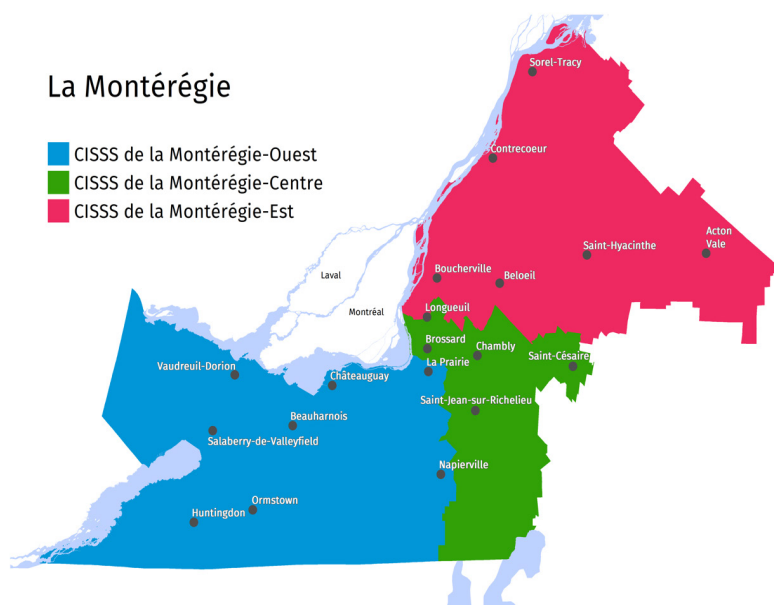 La Montérégie
CISSS de la Montérégie-Ouest
CISSS de la Montérégie-Centre
CISSS de la Montérégie-Est
Sorel-Tracy
Contrecoeur
Saint-Hyacinthe
Acton
Vale
Boucherville
Beloeil
Laval
Montréal
Longueuil
Brossard
Chambly
Saint-Césaire
La Prairie
Vaudreuil-Dorion
Châteauguay
Saint-Jean-sur-Richelieu
Beauharnois
Salaberry-de-Valleyfield
Napierville
Ormstown
Huntingdon